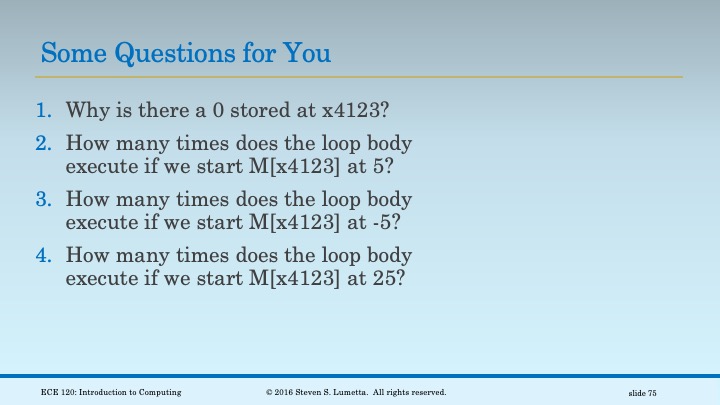 Some Questions for You
1. Why is there a 0 stored at x4123?
2. How many times does the loop body
execute if we start M[x4123] at 5?
3. How many times does the loop body
execute if we start M[x4123] at -5?
4. How many times does the loop body
execute if we start M[x4123] at 25?
ECE 120: Introduction to Computing
© 2016 Steven S. Lumetta. All rights reserved.
slide 75